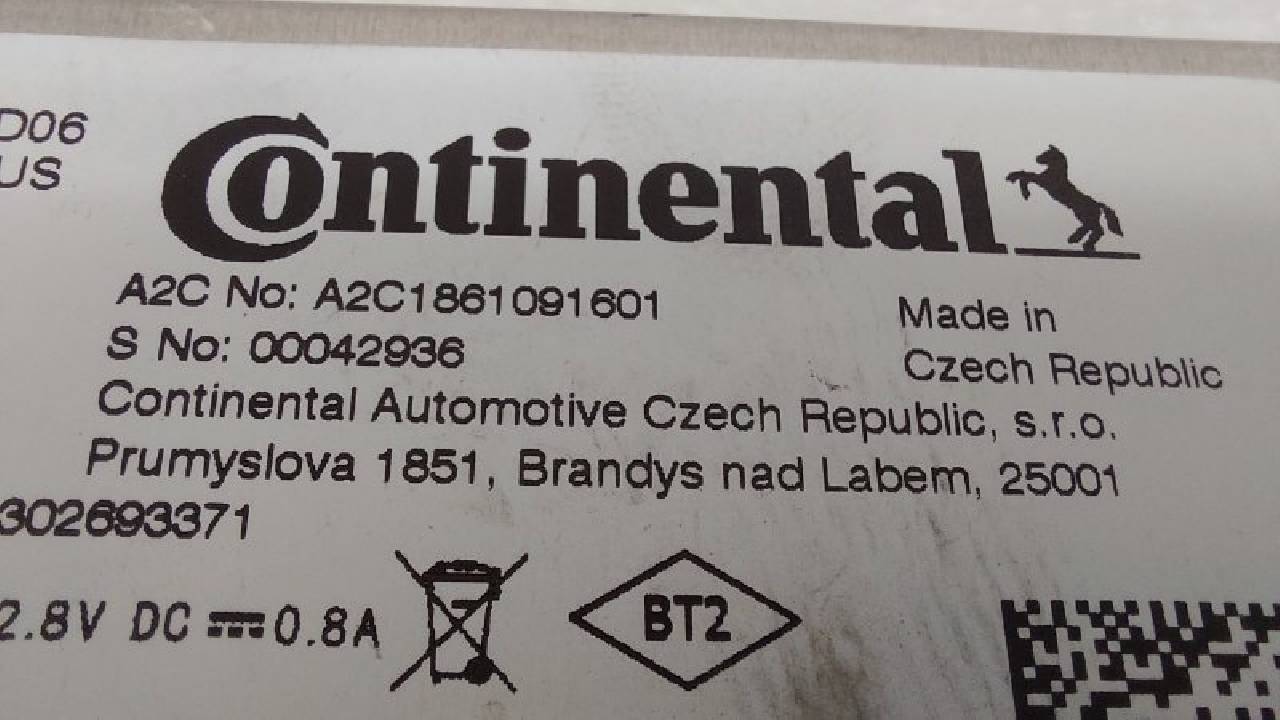 D06
US
Continental
A2C No: A2C1861091601
Made in
S No: 00042936
Czech Republic
Continental Automotive Czech Republic, s.r.o.
Prumyslova 1851, Brandys nad Labem, 25001
302693371
2.8V DC 0.8A
BT2